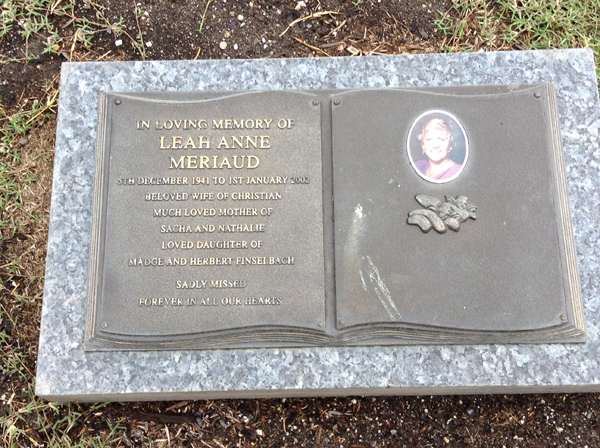 IN LOVING MEMORY OF
LEAH ANNE
MERIAUD
5TH DECEMBER 1941 TO 1ST JANUARY 2002
BELOVED WIFE OF CHRISTIAN
MUCH LOVED MOTHER OF
SACHA AND NATHALIE
LOVED DAUGHTER OF
MADGE AND HERBERT FINSELBACH
SADLY MISSED
FOREVER IN ALL OUR HEARTS